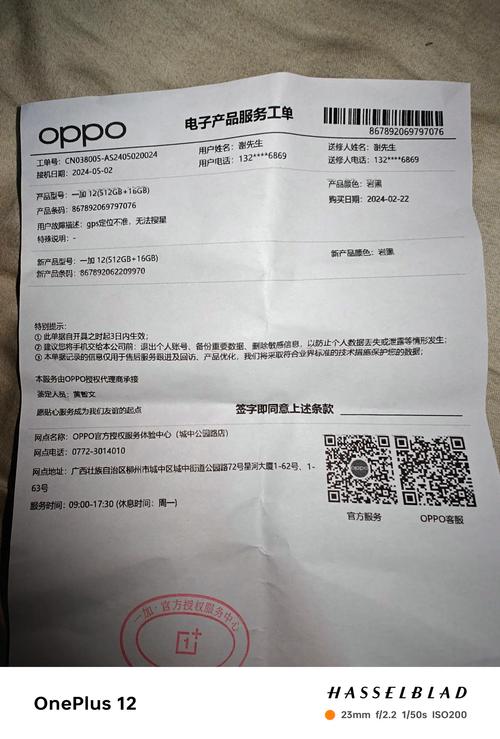 oppo
电子产品服务工单
867892069797076
工单号: CN038005-AS2405020024
用户姓名: 谢先生
送修人姓名: 谢先生
接机日期: 2024-05-02
用户电话: 132****6869
送修人电话: 132****6869
产品型号: 一加 12(512GB+16GB)
产品颜色: 岩黑
产品条码: 867892069797076
购买日期: 2024-02-22
用户故障描述: gps定位不准, 无法搜星
特殊说明: -
新产品型号: 一加 12(512GB+16GB)
新产品颜色: 岩黑
新产品条码: 867892062209970
特别提示:
① 此单据自开具之时起3日内生效;
② 建议您将手机交给本公司前: 退出个人账号、备份重要数据、删除敏感信息, 以防止个人数据丢失或泄露等情形发生;
③ 本单据记录的信息仅用于售后服务跟进及回访、产品优化, 我们将采取符合业界标准的技术措施保护您的数据;
本服务由OPPO授权代理商承接
鉴定人员: 黄智文
愿贴心服务成为我们友谊的起点
签字即同意上述条款
网点名称: OPPO官方授权服务体验中心 (城中公园路店)
网点电话: 0772-3014010
网点地址: 广西壮族自治区柳州市城中区城中街道公园路72号星河大厦1-62号、1-
63号
服务时间: 09:00-17:30 (休息时间: 周一)
oppo
官方服务
OPPO客服
一加·官方授权服务中心
OnePlus 12
HASSELBLAD
23mm f/2.2 1/50s ISO200